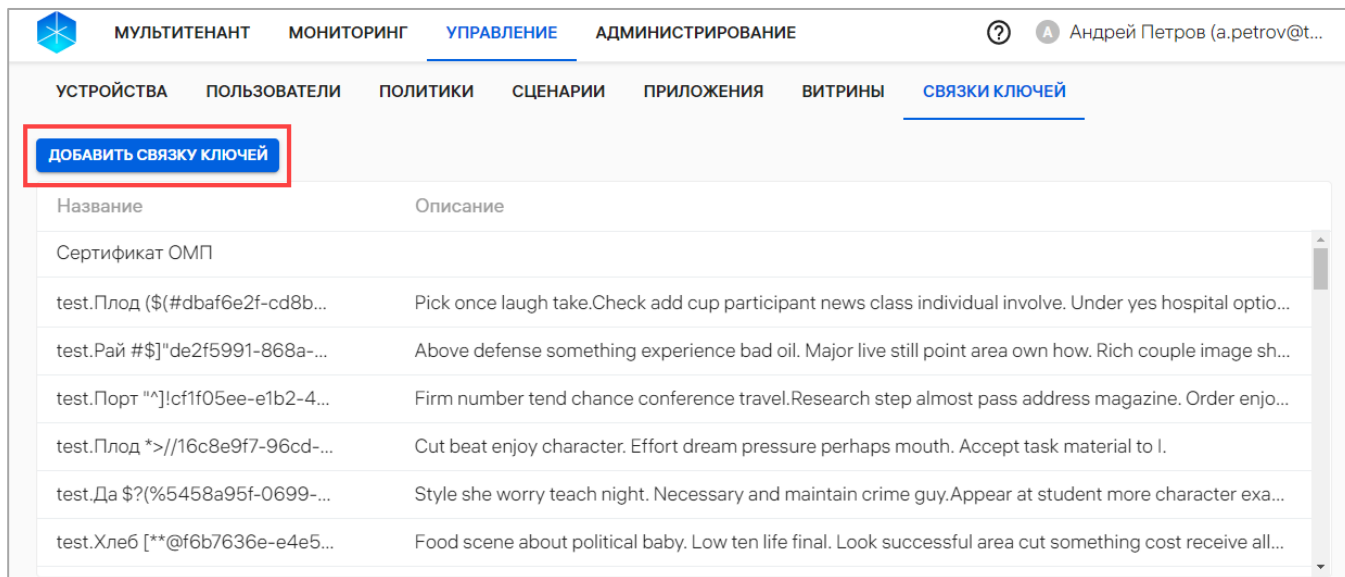 МУЛЬТИТЕНАНТ МОНИТОРИНГ УПРАВЛЕНИЕ АДМИНИСТРИРОВАНИЕ ? A Андрей Петров (a.petrov@t...
УСТРОЙСТВА ПОЛЬЗОВАТЕЛИ ПОЛИТИКИ СЦЕНАРИИ ПРИЛОЖЕНИЯ ВИТРИНЫ СВЯЗКИ КЛЮЧЕЙ
ДОБАВИТЬ СВЯЗКУ КЛЮЧЕЙ
Название Описание
Сертификат ОМП
test.Плод ($(#dbaf6e2f-cd8b... Pick once laugh take.Check add cup participant news class individual involve. Under yes hospital optio...
test.Рай #$]"de2f5991-868a-... Above defense something experience bad oil. Major live still point area own how. Rich couple image sh...
test.Порт "^]!cf1f05ee-e1b2-4... Firm number tend chance conference travel.Research step almost pass address magazine. Order enjo...
test.Плод *>//16c8e9f7-96cd-... Cut beat enjoy character. Effort dream pressure perhaps mouth. Accept task material to I.
test.Да $?(%5458a95f-0699-... Style she worry teach night. Necessary and maintain crime guy.Appear at student more character exa...
test.Хлеб [**@f6b7636e-e4e5... Food scene about political baby. Low ten life final. Look successful area cut something cost receive all...